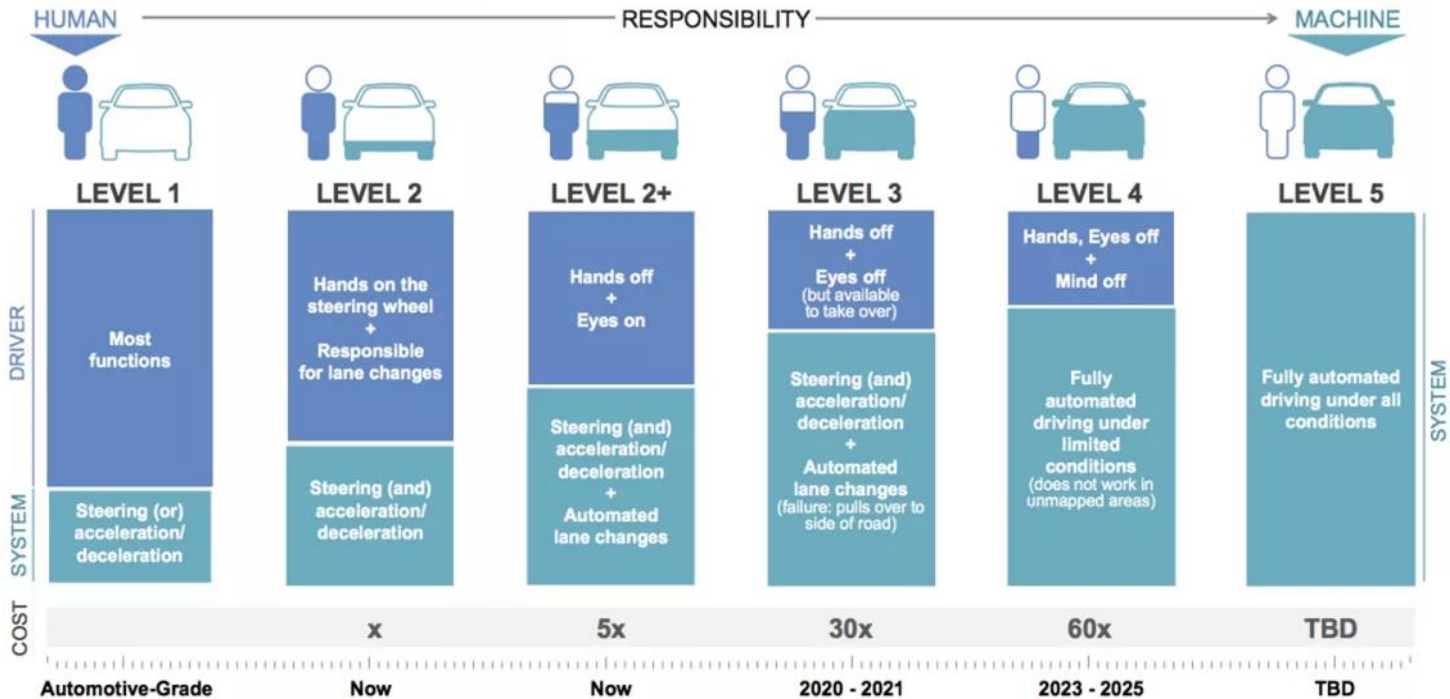 HUMAN
RESPONSIBILITY
MACHINE
LEVEL 1
LEVEL 2
LEVEL 2+
LEVEL 3
LEVEL 4
LEVEL 5
DRIVER
SYSTEM
Most
functions
Steering (or)
acceleration/
deceleration
Hands on the
steering wheel
+
Responsible
for lane changes
Steering (and)
acceleration/
deceleration
Hands off
+
Eyes on
Steering (and)
acceleration/
deceleration
+
Automated
lane changes
Hands off
+
Eyes off
(but available
to take over)
Steering (and)
acceleration/
deceleration
+
Automated
lane changes
(failure: pulls over to
side of road)
Hands, Eyes off
+
Mind off
Fully
automated
driving under
limited
conditions
(does not work in
unmapped areas)
Fully automated
driving under all
conditions
SYSTEM
COST
x
5x
30x
60x
TBD
Automotive-Grade
Now
Now
2020 - 2021
2023 - 2025
TBD